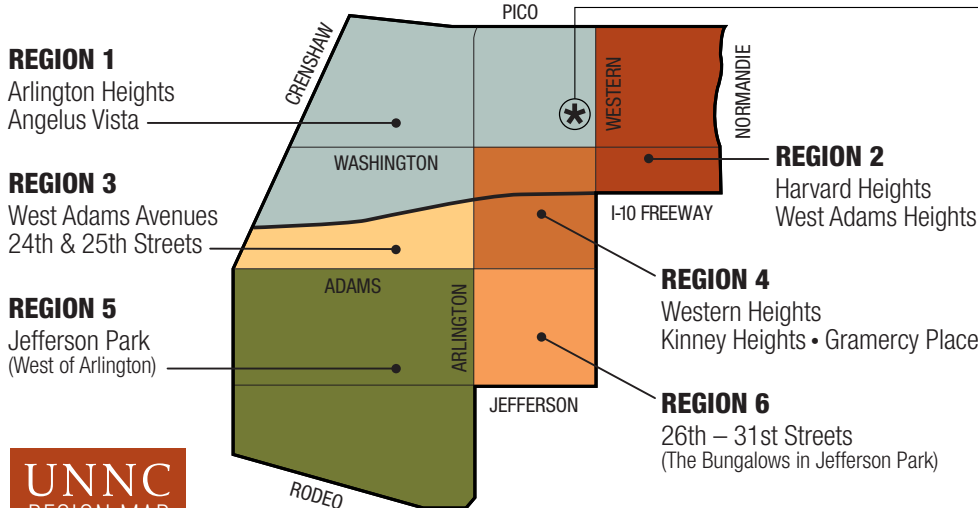 PICO
CRENSHAW
REGION 1
Arlington Heights
Angelus Vista
*
WESTERN
NORMANDIE
WASHINGTON
REGION 2
Harvard Heights
West Adams Heights
REGION 3
West Adams Avenues
24th & 25th Streets
I-10 FREEWAY
ADAMS
ARLINGTON
REGION 4
Western Heights
Kinney Heights • Gramercy Place
REGION 5
Jefferson Park
(West of Arlington)
JEFFERSON
REGION 6
26th – 31st Streets
(The Bungalows in Jefferson Park)
UNNC
REGION MAP
RODEO